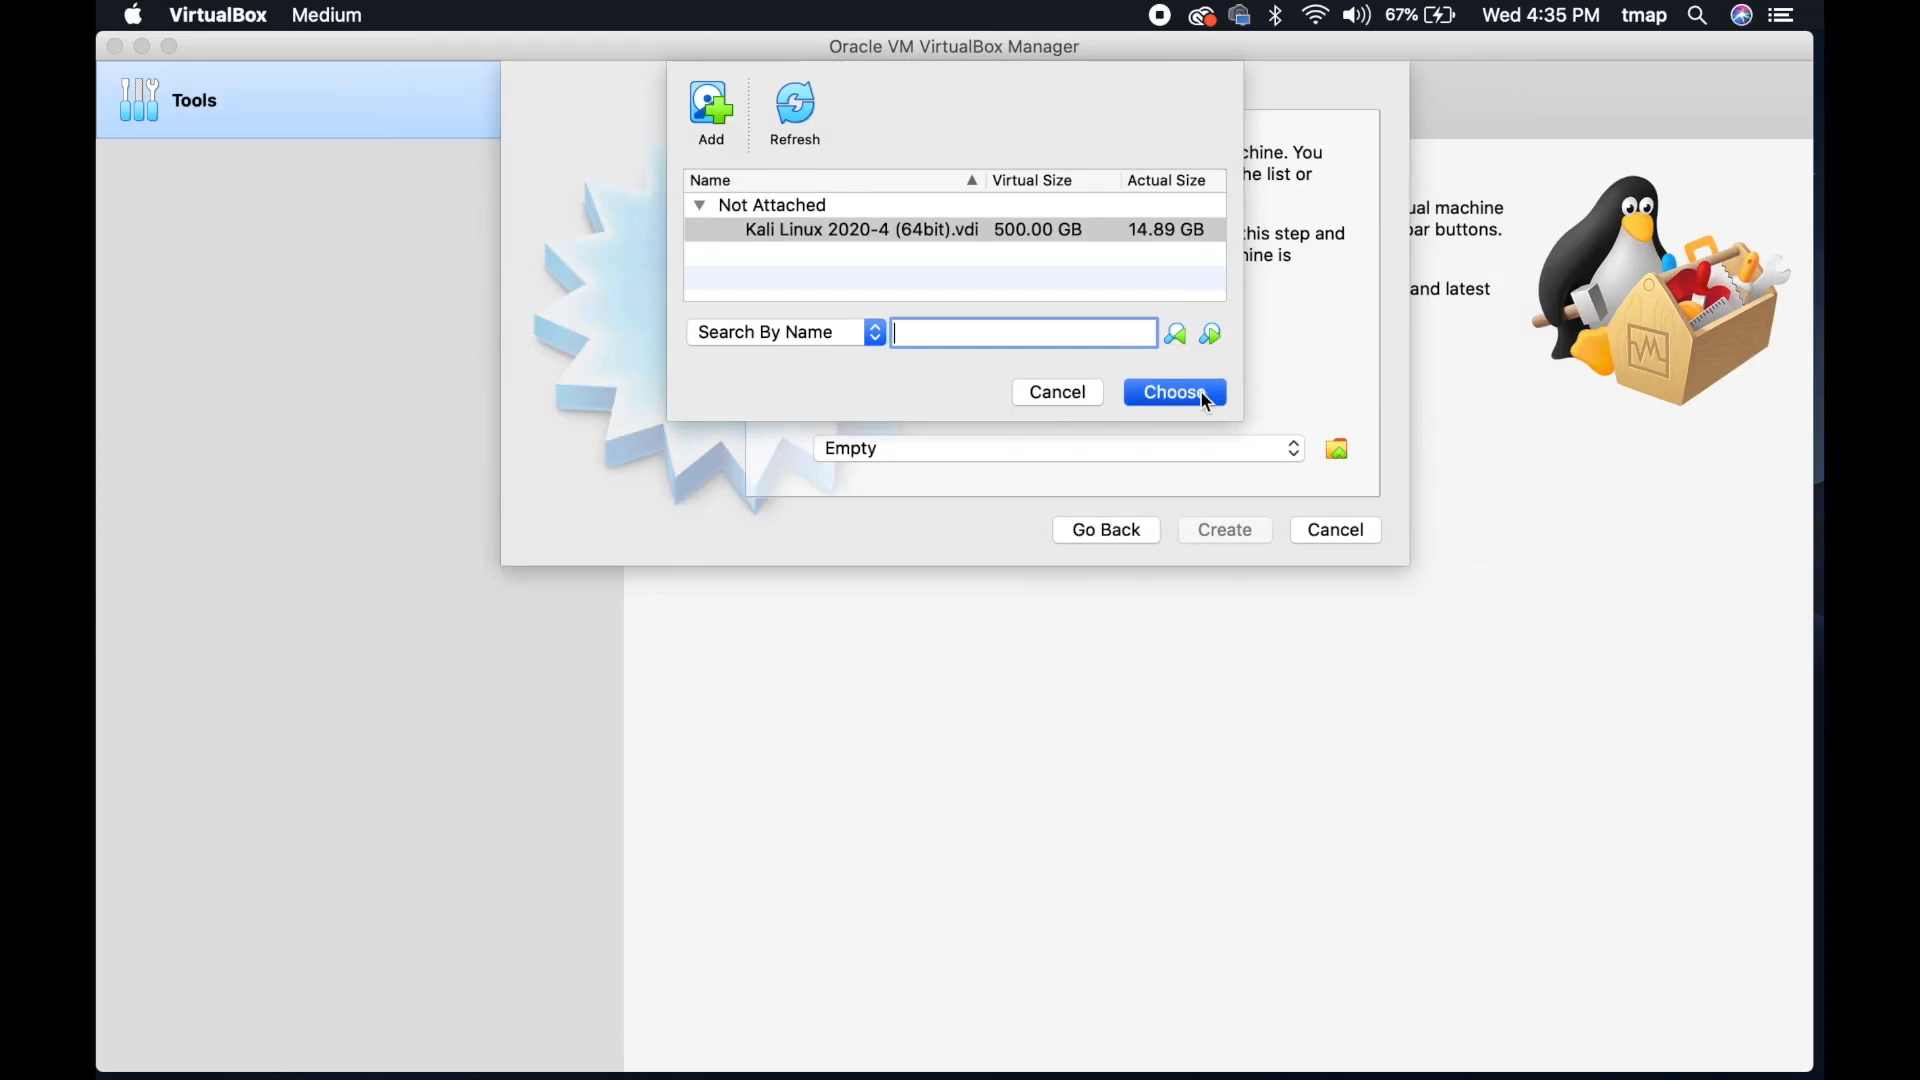 VirtualBox Medium 67% Wed 4:35 PM tmap
Oracle VM VirtualBox Manager
Tools
Add Refresh
Name Virtual Size Actual Size
Not Attached
Kali Linux 2020-4 (64bit).vdi 500.00 GB 14.89 GB
Search By Name
Cancel Choose
chine. You
he list or
this step and
hine is
ual machine
bar buttons.
and latest
Empty
Go Back Create Cancel